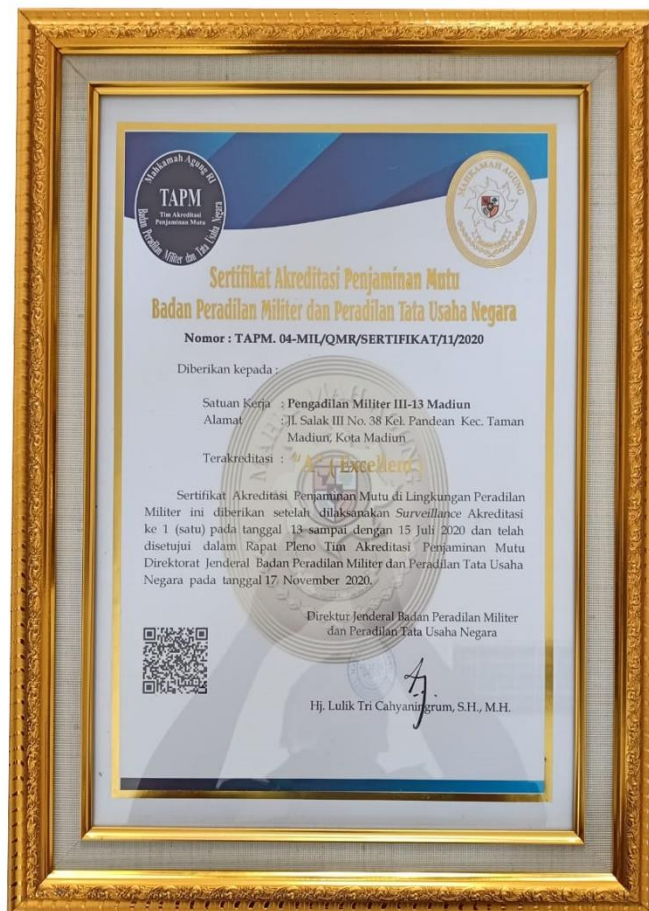 Mahkamah Agung RI
TAPM
Tim Akreditasi
Penjaminan Mutu
Badan Peradilan Militer dan Tata Usaha Negara
MAHKAMAH AGUNG
Sertifikat Akreditasi Penjaminan Mutu
Badan Peradilan Militer dan Peradilan Tata Usaha Negara
Nomor : TAPM. 04-MIL/QMR/SERTIFIKAT/11/2020
Diberikan kepada :
Satuan Kerja : Pengadilan Militer III-13 Madiun
Alamat : Jl. Salak III No. 38 Kel. Pandean Kec. Taman
Madiun, Kota Madiun
Terakreditasi : " A ( Excellent )
Sertifikat Akreditasi Penjaminan Mutu di Lingkungan Peradilan
Militer ini diberikan setelah dilaksanakan Surveillance Akreditasi
ke 1 (satu) pada tanggal 13 sampai dengan 15 Juli 2020 dan telah
disetujui dalam Rapat Pleno Tim Akreditasi Penjaminan Mutu
Direktorat Jenderal Badan Peradilan Militer dan Peradilan Tata Usaha
Negara pada tanggal 17 November 2020.
Direktur Jenderal Badan Peradilan Militer
dan Peradilan Tata Usaha Negara
Hj. Lulik Tri Cahyaningrum, S.H., M.H.